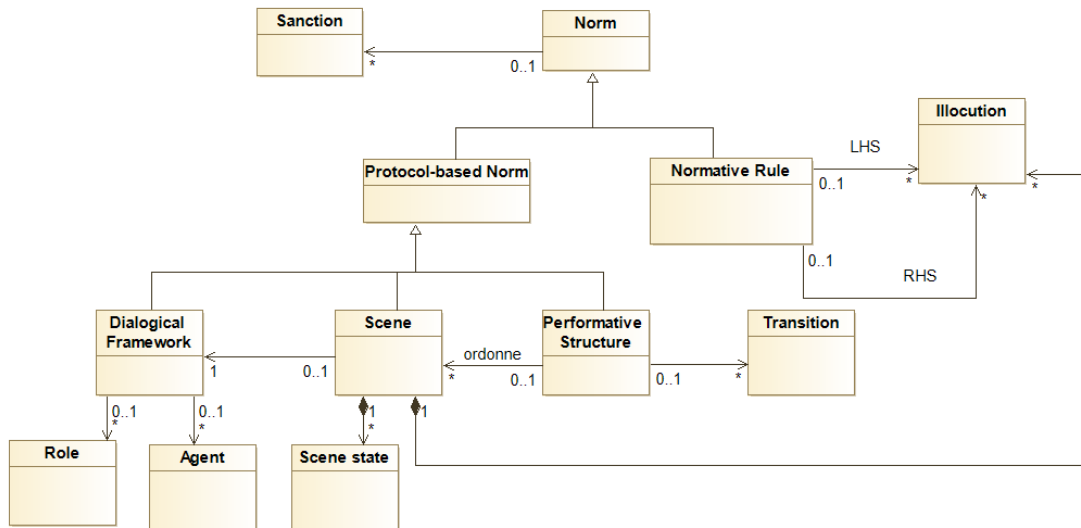 Sanction
Norm
*
0..1
Illocution
LHS
Protocol-based Norm
Normative Rule
0..1
*
*
*
0..1
RHS
Dialogical
Framework
Scene
Performative
Structure
Transition
ordonne
1
0..1
*
0..1
0..1
*
0..1
*
0..1
*
1
*
1
Role
Agent
Scene state